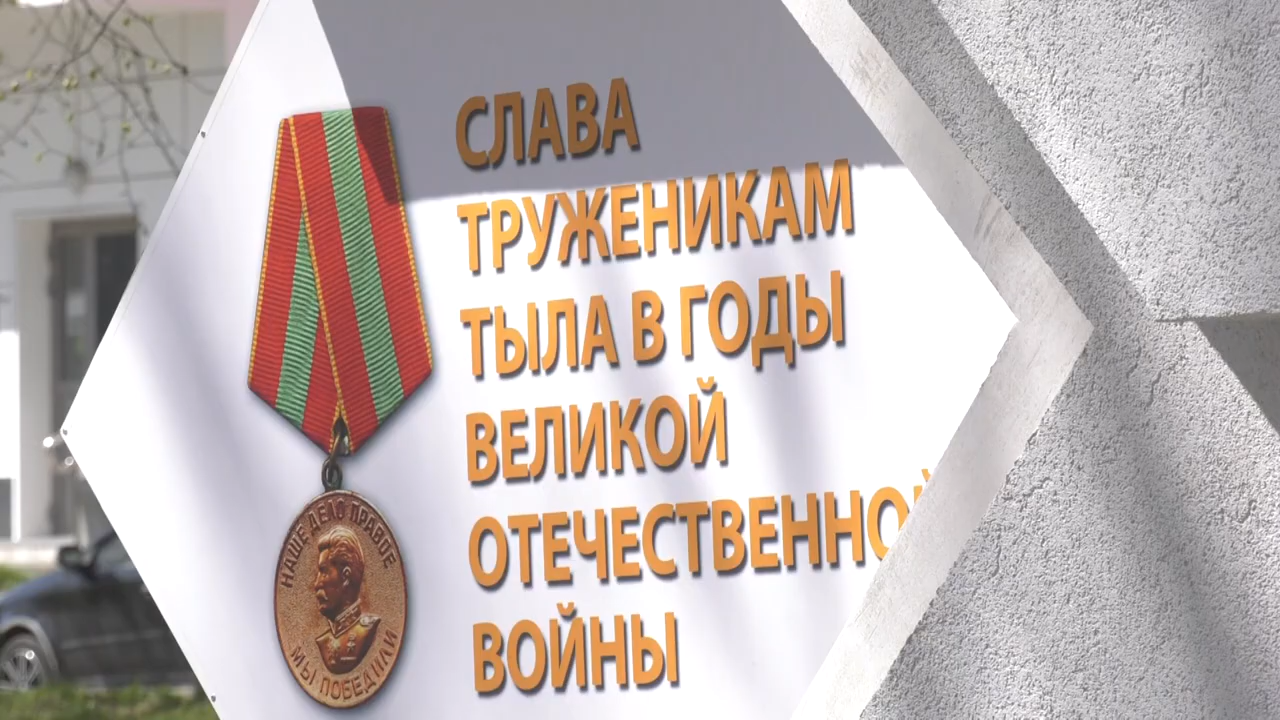 СЛАВА
ТРУЖЕНИКАМ
ТЫЛА В ГОДЫ
ВЕЛИКОЙ
ОТЕЧЕСТВЕННОЙ
ВОЙНЫ
НАШЕ ДЕЛО ПРАВОЕ
МЫ ПОБЕДИЛИ